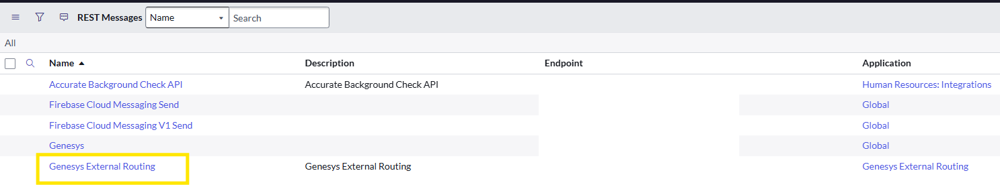 REST Messages Name Search
All
Name Description Endpoint Application
Accurate Background Check API Accurate Background Check API Human Resources: Integrations
Firebase Cloud Messaging Send Global
Firebase Cloud Messaging V1 Send Global
Genesys Global
Genesys External Routing Genesys External Routing Genesys External Routing